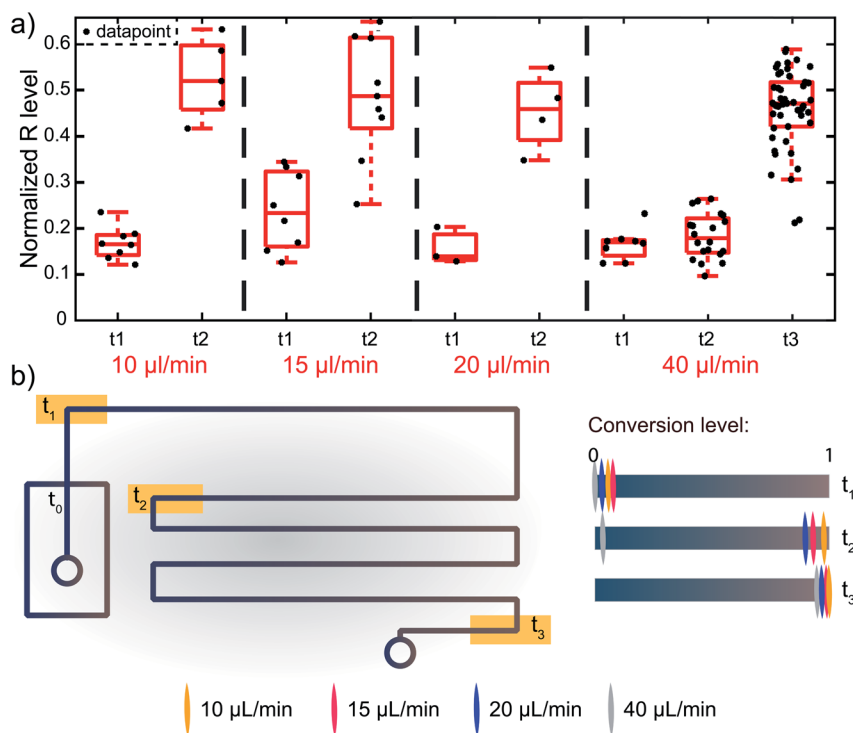 a)
datapoint
Normalized R level
0.6
0.5
0.4
0.3
0.2
0.1
0
t1 t2 t1 t2 t1 t2 t1 t2 t3
10 µl/min 15 µl/min 20 µl/min 40 µl/min
b)
t₁
t₀
t₂
t₃
Conversion level:
0 1
t₁
t₂
t₃
10 µL/min 15 µL/min 20 µL/min 40 µL/min